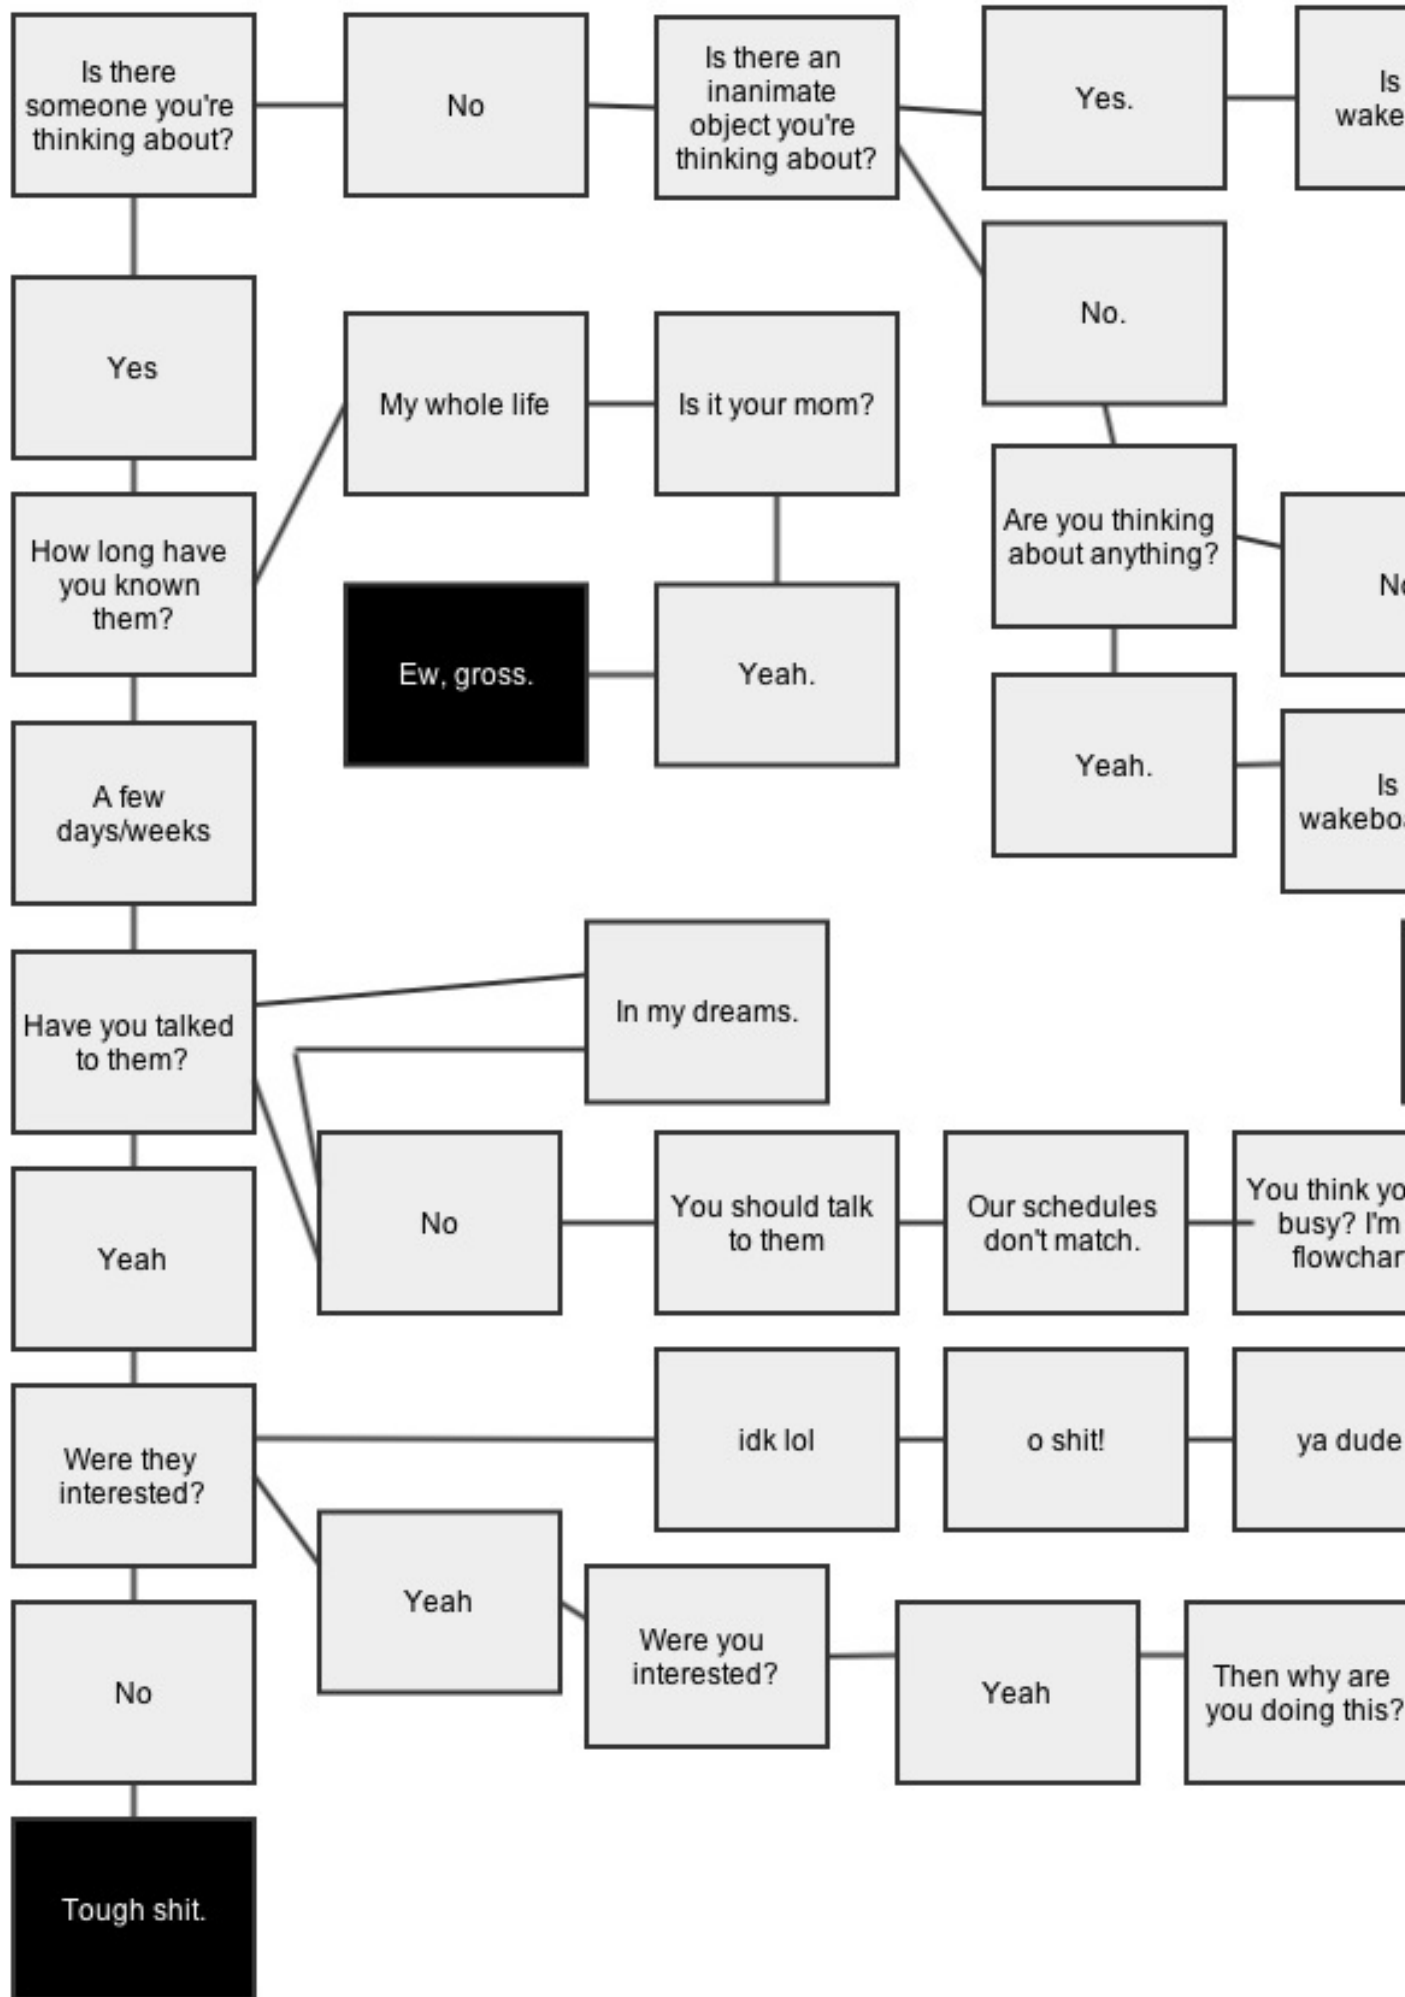 Is there
someone you're
thinking about?
No
Is there an
inanimate
object you're
thinking about?
Yes.
Is
No.
Yes
My whole life
Is it your mom?
How long have
you known
them?
Are you thinking
about anything?
Ew, gross.
Yeah.
Yeah.
Is
A few
days/weeks
Have you talked
to them?
In my dreams.
No
You should talk
to them
Our schedules
don't match.
You think
busy? I'm
Yeah
Were they
interested?
idk lol
o shit!
ya dude
Yeah
Were you
interested?
Yeah
Then why are
you doing this?
No
Tough shit.